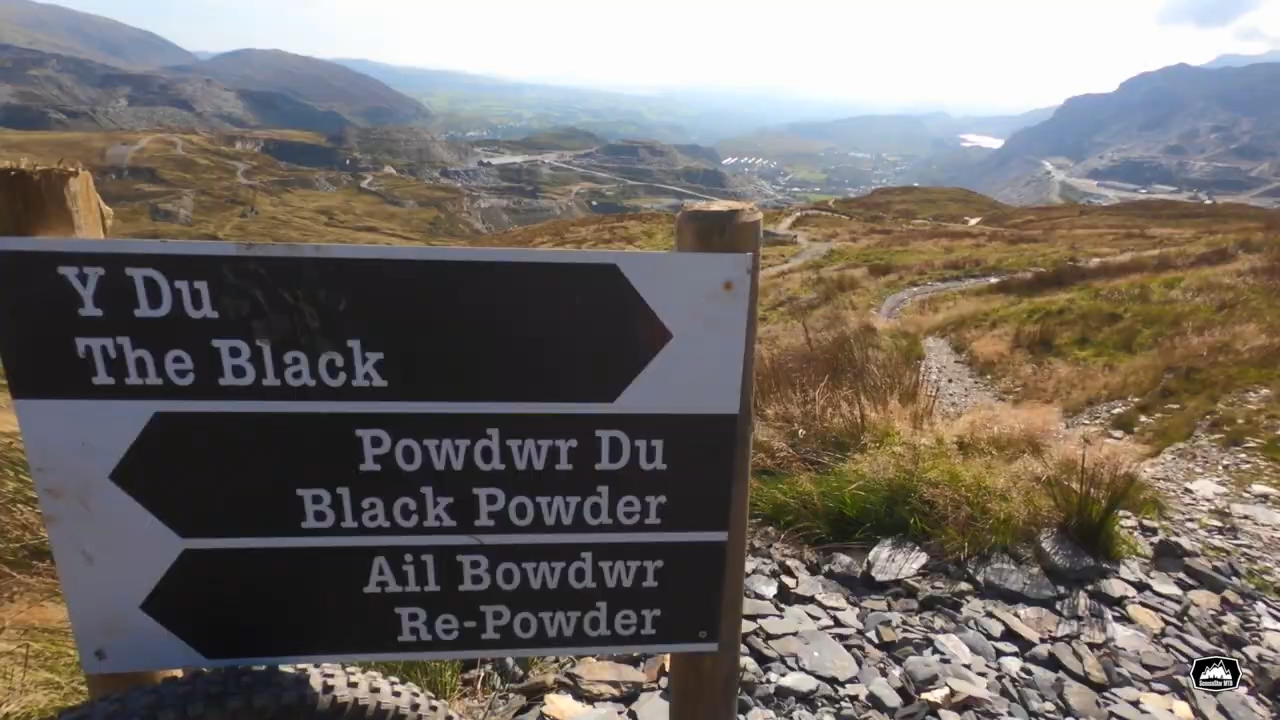 Y Du
The Black
Powdwr Du
Black Powder
Ail Bowdwr
Re-Powder